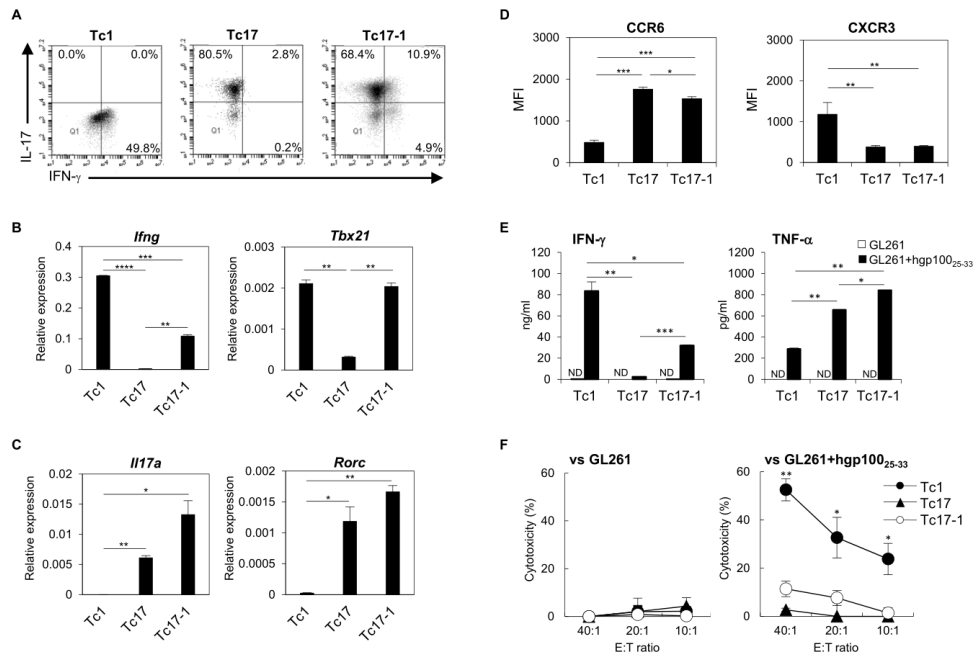 A
Tc1
Tc17
Tc17-1
0.0%
0.0%
80.5%
2.8%
68.4%
10.9%
Q1
Q1
Q1
49.8%
0.2%
4.9%
IL-17
IFN-γ
B
Ifng
Relative expression
0.4
0.3
0.2
0.1
0
***
****
**
Tc1
Tc17
Tc17-1
Tbx21
Relative expression
0.003
0.002
0.001
0
**
**
Tc1
Tc17
Tc17-1
C
Il17a
Relative expression
0.02
0.015
0.01
0.005
0
*
**
Tc1
Tc17
Tc17-1
Rorc
Relative expression
0.002
0.0015
0.001
0.0005
0
**
*
Tc1
Tc17
Tc17-1
D
CCR6
MFI
3000
2000
1000
0
***
***
*
Tc1
Tc17
Tc17-1
CXCR3
MFI
3000
2000
1000
0
**
**
Tc1
Tc17
Tc17-1
E
IFN-γ
ng/ml
120
100
80
60
40
20
0
*
**
***
ND
ND
ND
Tc1
Tc17
Tc17-1
TNF-α
GL261
GL261+hgp10025-33
pg/ml
1400
1200
1000
800
600
400
200
0
**
**
*
ND
ND
ND
Tc1
Tc17
Tc17-1
F
vs GL261
Cytotoxicity (%)
60
40
20
0
40:1
20:1
10:1
E:T ratio
vs GL261+hgp10025-33
Cytotoxicity (%)
60
40
20
0
**
*
*
Tc1
Tc17
Tc17-1
40:1
20:1
10:1
E:T ratio